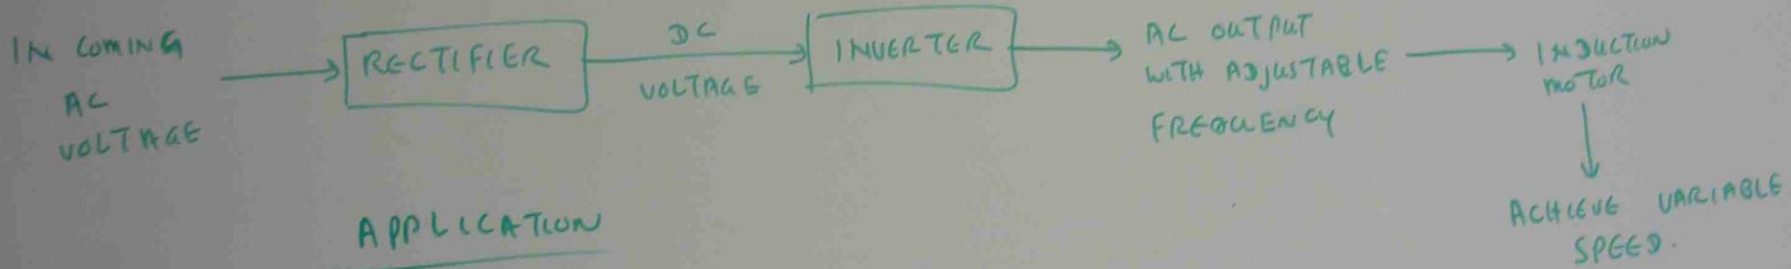 IN COMING
AC
VOLTAGE
RECTIFIER
DC
VOLTAGE
INVERTER
AC OUTPUT
WITH ADJUSTABLE
FREQUENCY
INDUCTION
MOTOR
ACHIEVE VARIABLE
SPEED.
APPLICATION